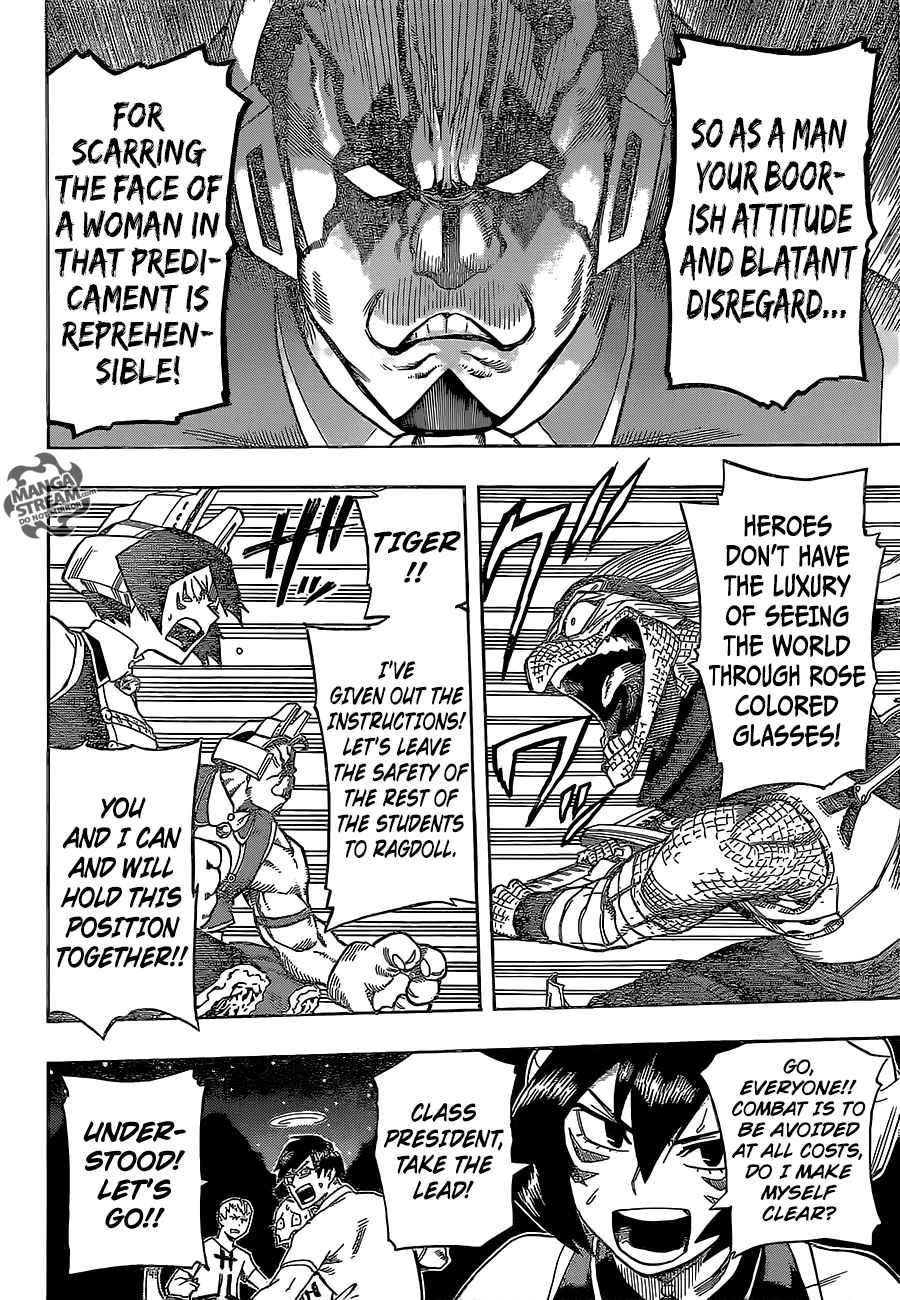 SO AS A MAN
YOUR BOOR-
ISH ATTITUDE
AND BLATANT
DISREGARD...
FOR
SCARRING
THE FACE OF
A WOMAN IN
THAT PREDI-
CAMENT IS
REPREHEN-
SIBLE!
HEROES
DON'T HAVE
THE LUXURY
OF SEEING
THE WORLD
THROUGH ROSE
COLORED
GLASSES!
TIGER
!!
I'VE
GIVEN OUT THE
INSTRUCTIONS!
LET'S LEAVE
THE SAFETY OF
THE REST OF
THE STUDENTS
TO RAGDOLL.
YOU
AND I CAN
AND WILL
HOLD THIS
POSITION
TOGETHER!!
GO,
EVERYONE!!
COMBAT IS TO
BE AVOIDED
AT ALL COSTS,
DO I MAKE
MYSELF
CLEAR?
CLASS
PRESIDENT,
TAKE THE
LEAD!
UNDER-
STOOD!
LET'S
GO!!
MANGA
STREAM.com
DO NOT MIRROR!